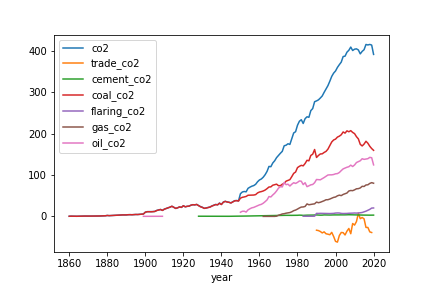 co2
trade_co2
cement_co2
coal_co2
flaring_co2
gas_co2
oil_co2
400
300
200
100
0
1860 1880 1900 1920 1940 1960 1980 2000 2020
year